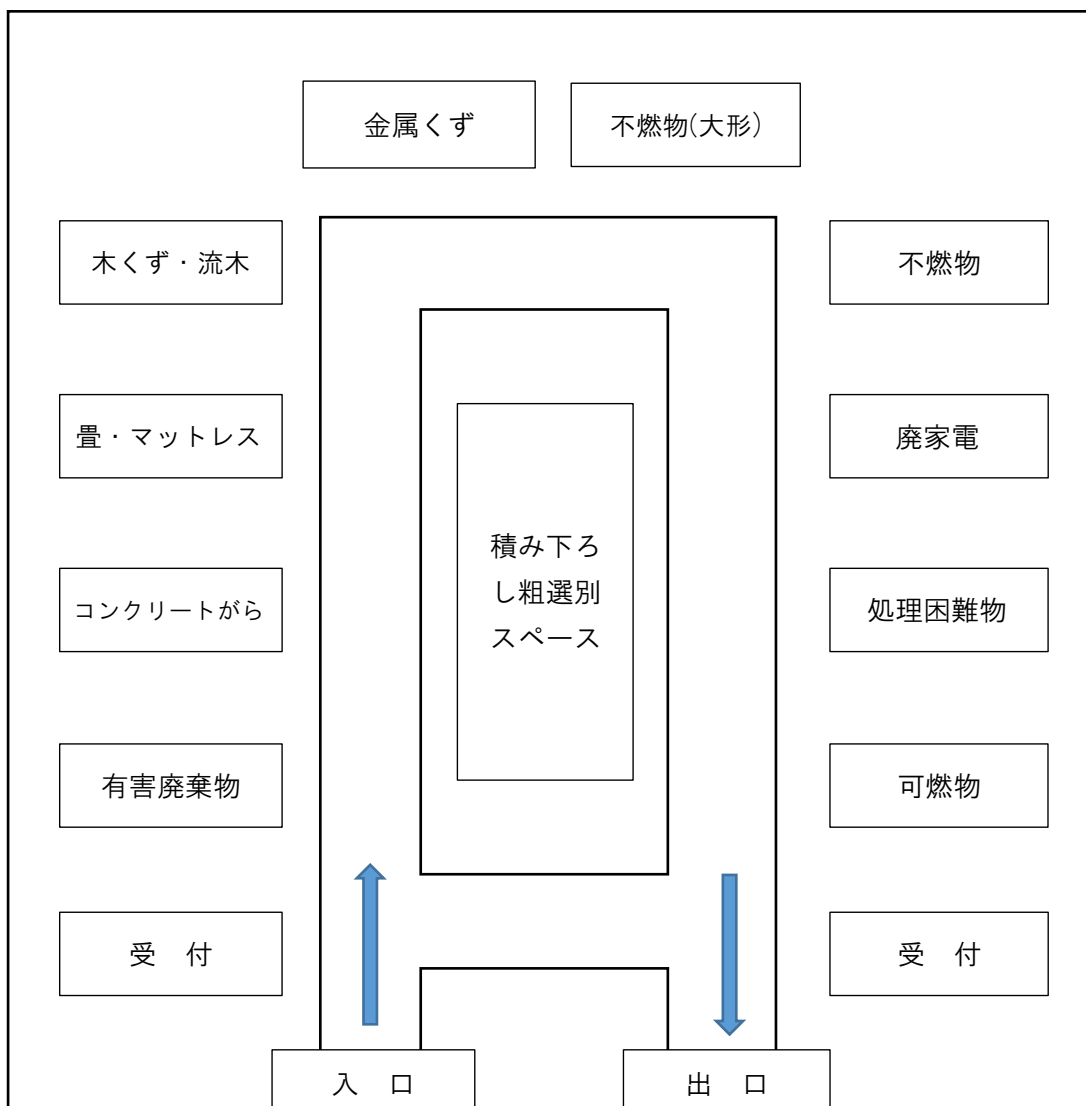 金属くず
不燃物(大形)
木くず・流木
不燃物
畳・マットレス
廃家電
積み下ろ
し粗選別
スペース
コンクリートがら
処理困難物
有害廃棄物
可燃物
受　付
受　付
入　口
出　口